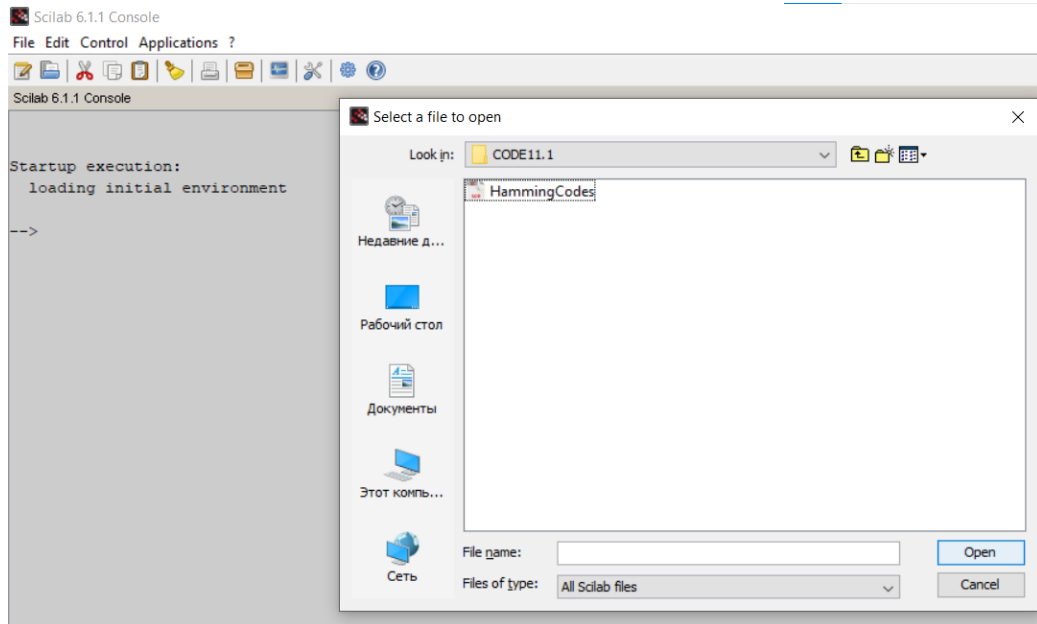 Scilab 6.1.1 Console
File Edit Control Applications ?
Scilab 6.1.1 Console
Startup execution:
loading initial environment
-->
Select a file to open
Look in: CODE11.1
HammingCodes
Недавние д...
Рабочий стол
Документы
Этот компь...
Сеть
File name:
Open
Files of type: All Scilab files
Cancel